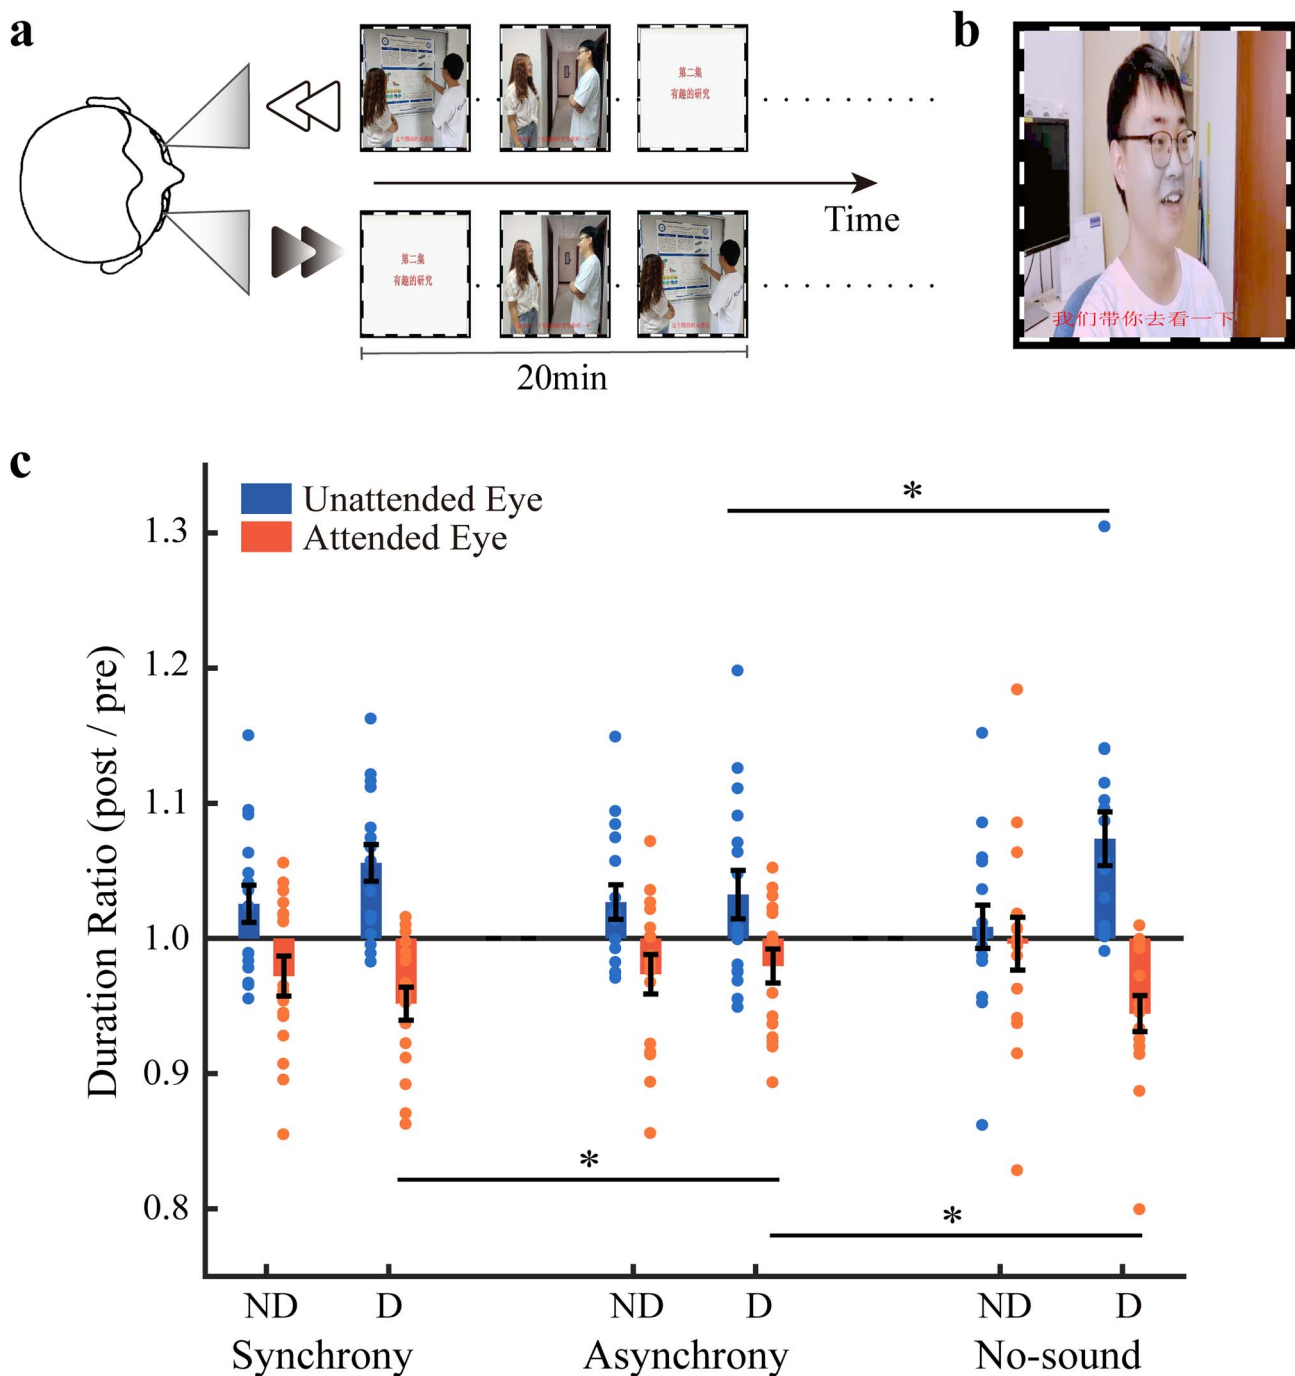 a
第二集
有趣的研究
Time
第二集
有趣的研究
20min
b
我们带你去看一下
c
Unattended Eye
Attended Eye
*
1.3
1.2
1.1
1.0
0.9
0.8
Duration Ratio (post / pre)
*
*
ND D ND D ND D
Synchrony Asynchrony No-sound